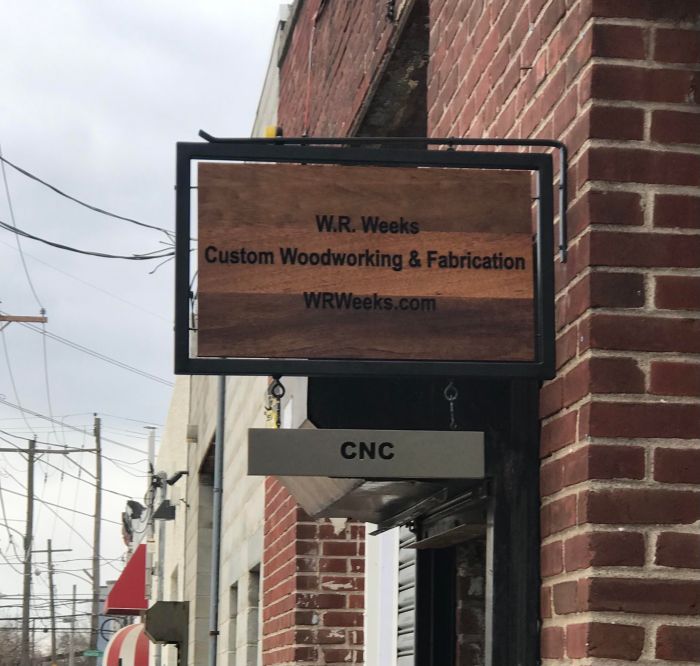 W.R. Weeks
Custom Woodworking & Fabrication
WRWeeks.com
CNC